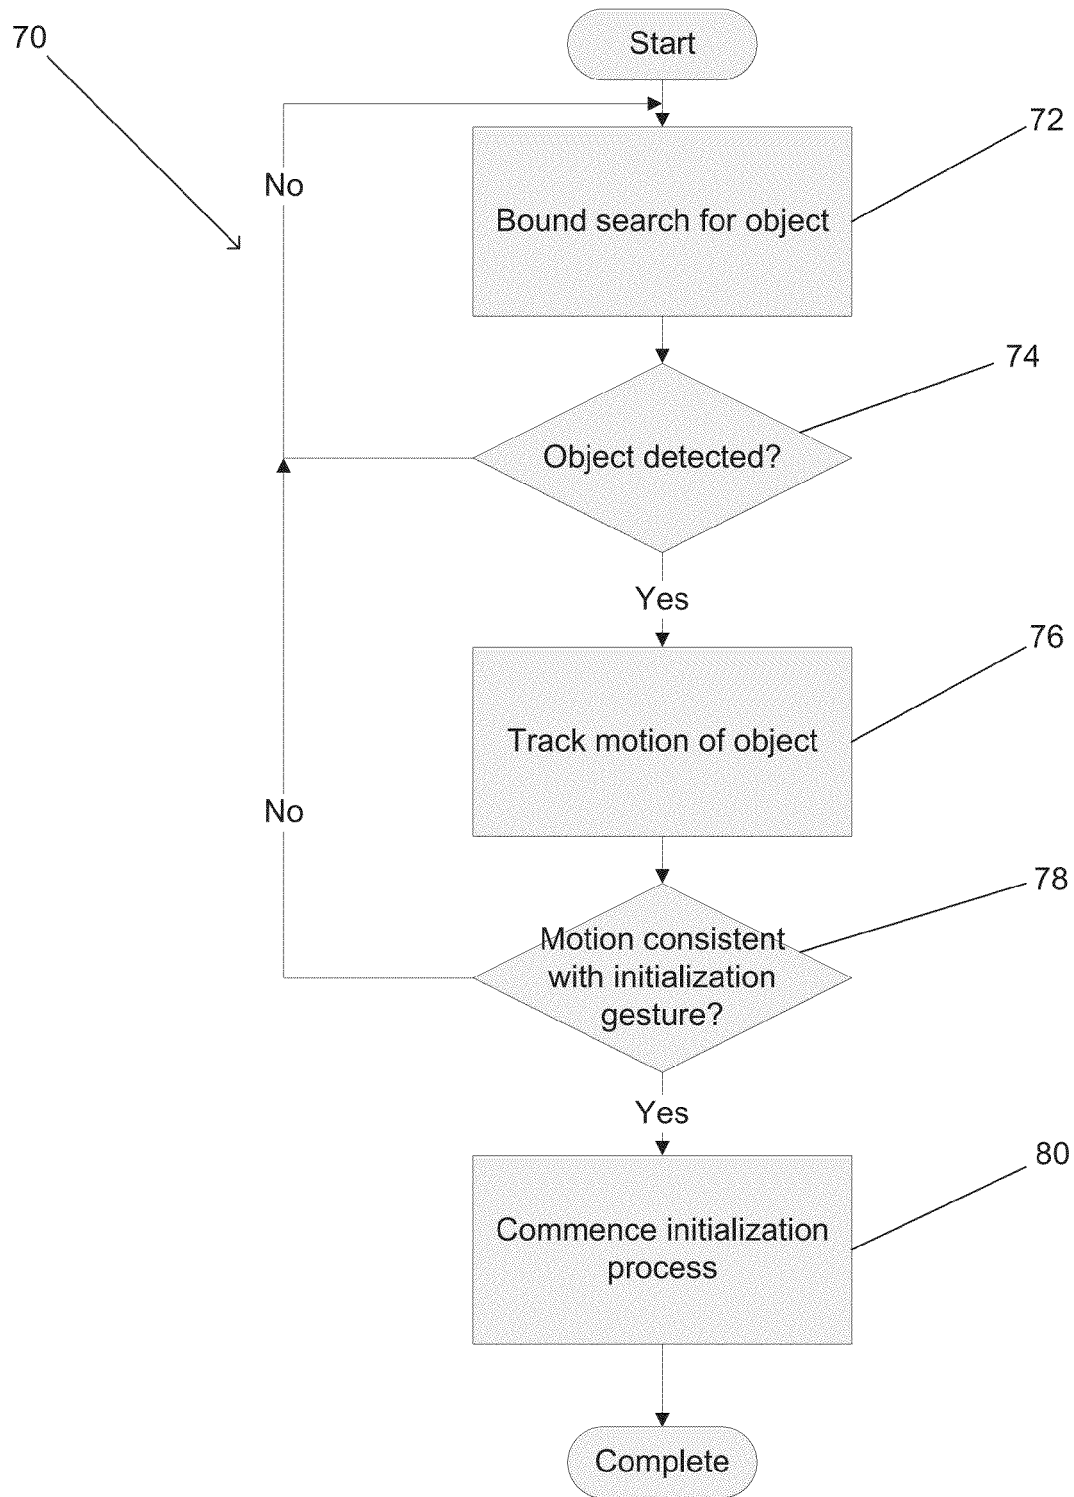 70
Start
72
No
Bound search for object
74
Object detected?
Yes
76
Track motion of object
No
78
Motion consistent
with initialization
gesture?
Yes
80
Commence initialization
process
Complete